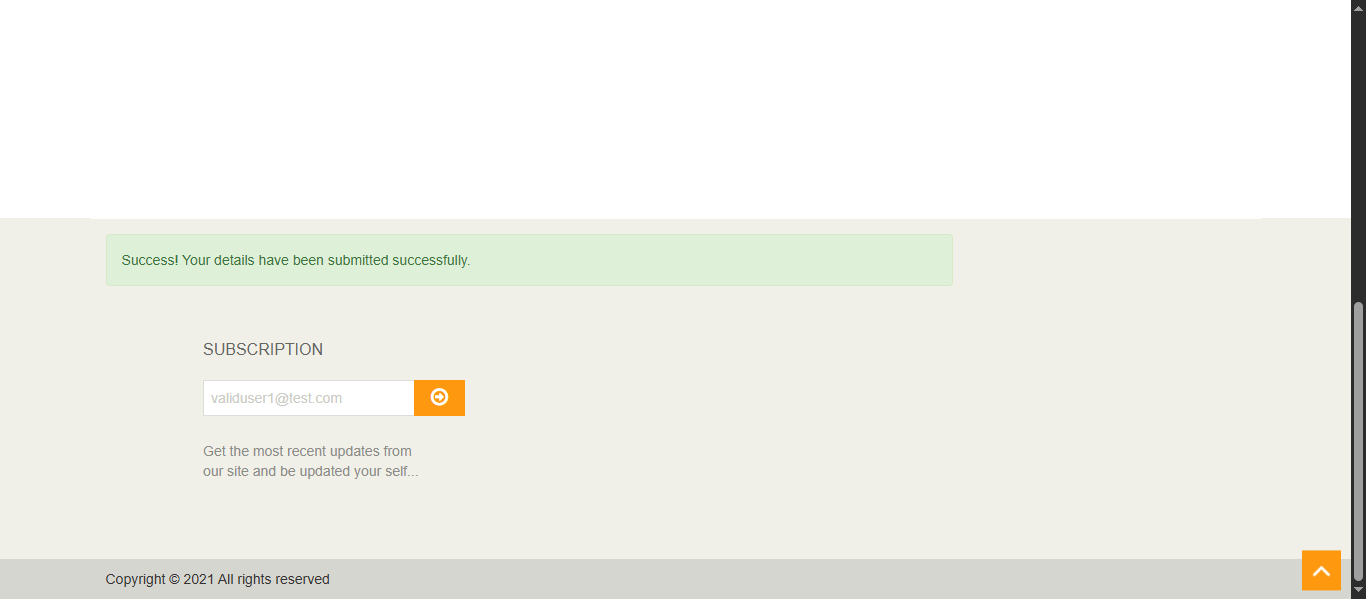 Success! Your details have been submitted successfully.
SUBSCRIPTION
validuser1@test.com
Get the most recent updates from
our site and be updated your self...
Copyright © 2021 All rights reserved